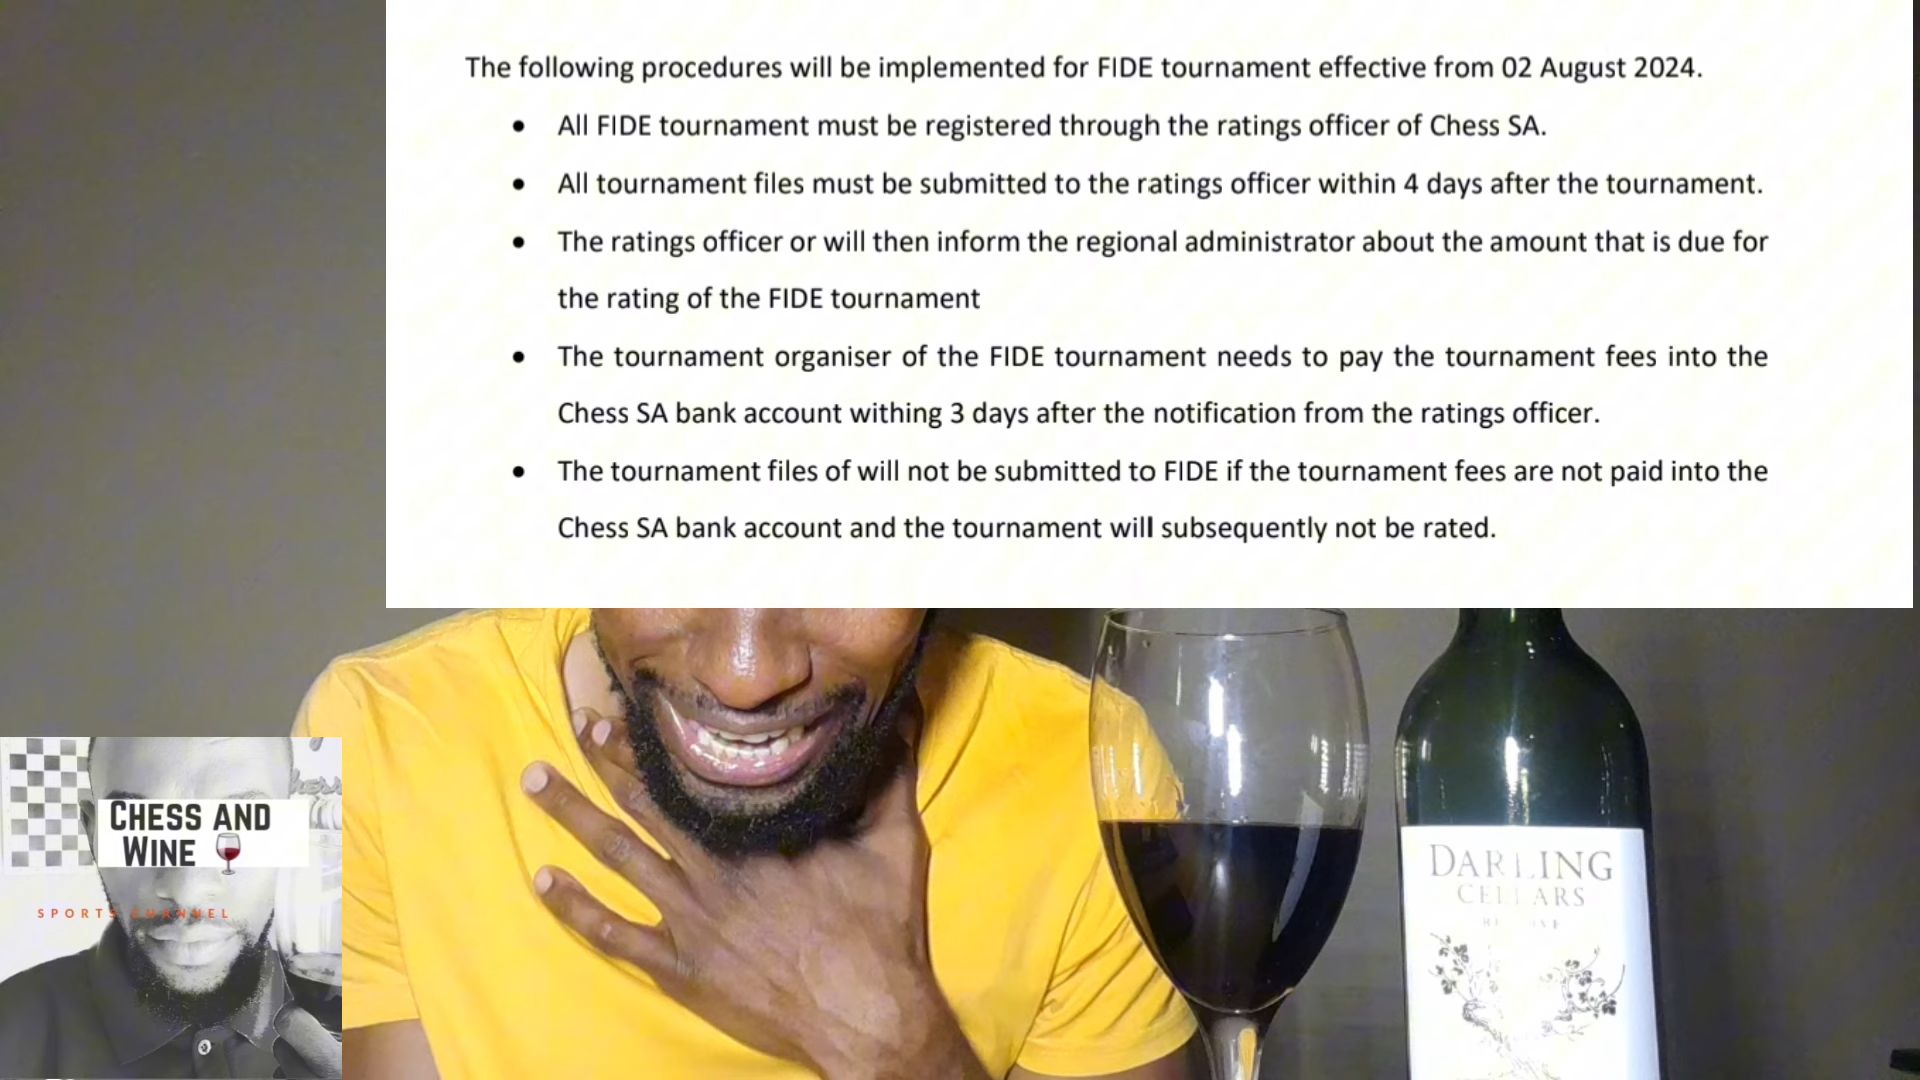 The following procedures will be implemented for FIDE tournament effective from 02 August 2024.
• All FIDE tournament must be registered through the ratings officer of Chess SA.
• All tournament files must be submitted to the ratings officer within 4 days after the tournament.
• The ratings officer or will then inform the regional administrator about the amount that is due for
the rating of the FIDE tournament
• The tournament organiser of the FIDE tournament needs to pay the tournament fees into the
Chess SA bank account withing 3 days after the notification from the ratings officer.
• The tournament files of will not be submitted to FIDE if the tournament fees are not paid into the
Chess SA bank account and the tournament will subsequently not be rated.
CHESS AND
WINE
SPORTS CHANNEL
DARLING
CELLARS
RESERVE